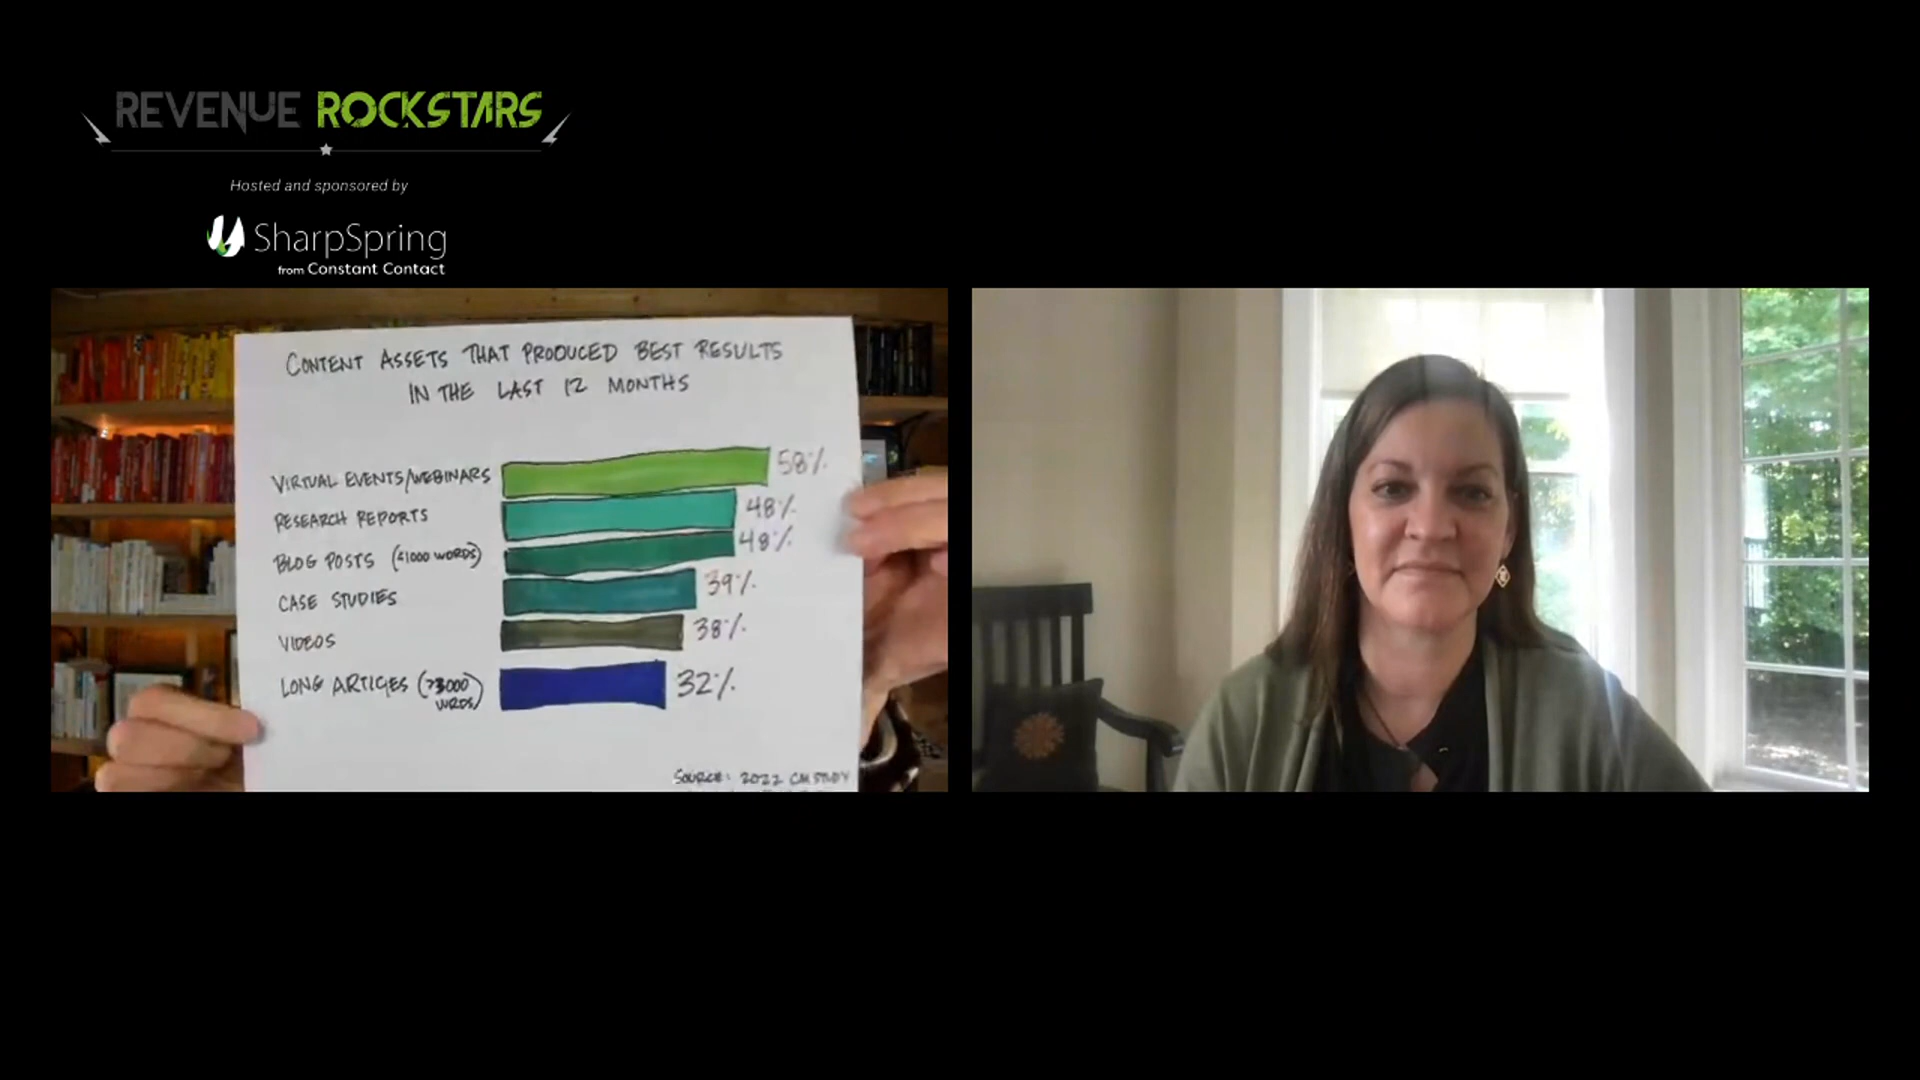 REVENUE ROCKSTARS
Hosted and sponsored by
SharpSpring
from Constant Contact
CONTENT ASSETS THAT PRODUCED BEST RESULTS
IN THE LAST 12 MONTHS
VIRTUAL EVENTS/WEBINARS 58%
RESEARCH REPORTS 48%
BLOG POSTS (<1000 WORDS) 48%
CASE STUDIES 39%
VIDEOS 38%
LONG ARTICLES (>3000 32%
WRDS)
SOURCE: 2022 CM STUDY